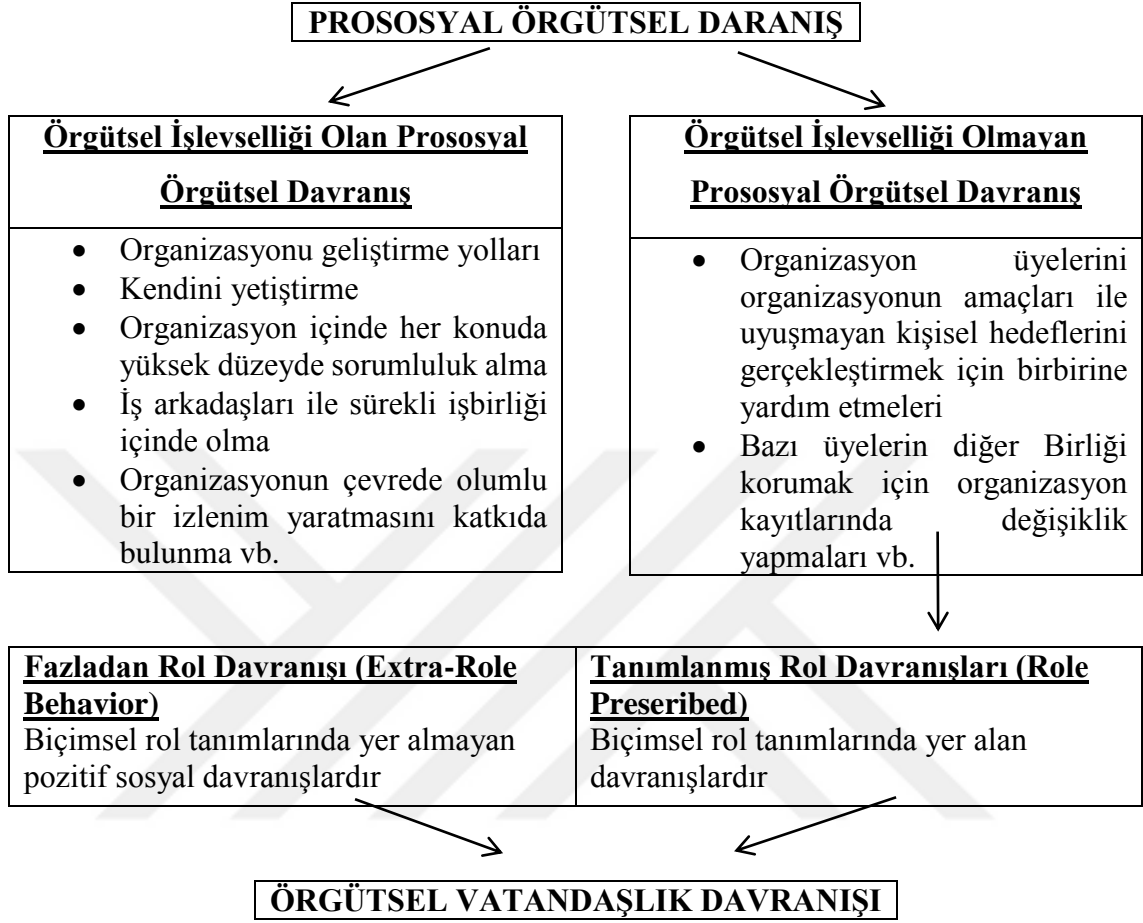 PROSOSYAL ÖRGÜTSEL DARANIŞ
Örgütsel İşlevselliği Olan Prososyal
Örgütsel Davranış
• Organizasyonu geliştirme yolları
• Kendini yetiştirme
• Organizasyon içinde her konuda
yüksek düzeyde sorumluluk alma
• İş arkadaşları ile sürekli işbirliği
içinde olma
• Organizasyonun çevrede olumlu
bir izlenim yaratmasını katkıda
bulunma vb.
Örgütsel İşlevselliği Olmayan
Prososyal Örgütsel Davranış
• Organizasyon üyelerini
organizasyonun amaçları ile
uyuşmayan kişisel hedeflerini
gerçekleştirmek için birbirine
yardım etmeleri
• Bazı üyelerin diğer Birliği
korumak için organizasyon
kayıtlarında değişiklik
yapmaları vb.
Fazladan Rol Davranışı (Extra-Role
Behavior)
Biçimsel rol tanımlarında yer almayan
pozitif sosyal davranışlardır
Tanımlanmış Rol Davranışları (Role
Preseribed)
Biçimsel rol tanımlarında yer alan
davranışlardır
ÖRGÜTSEL VATANDAŞLIK DAVRANIŞI